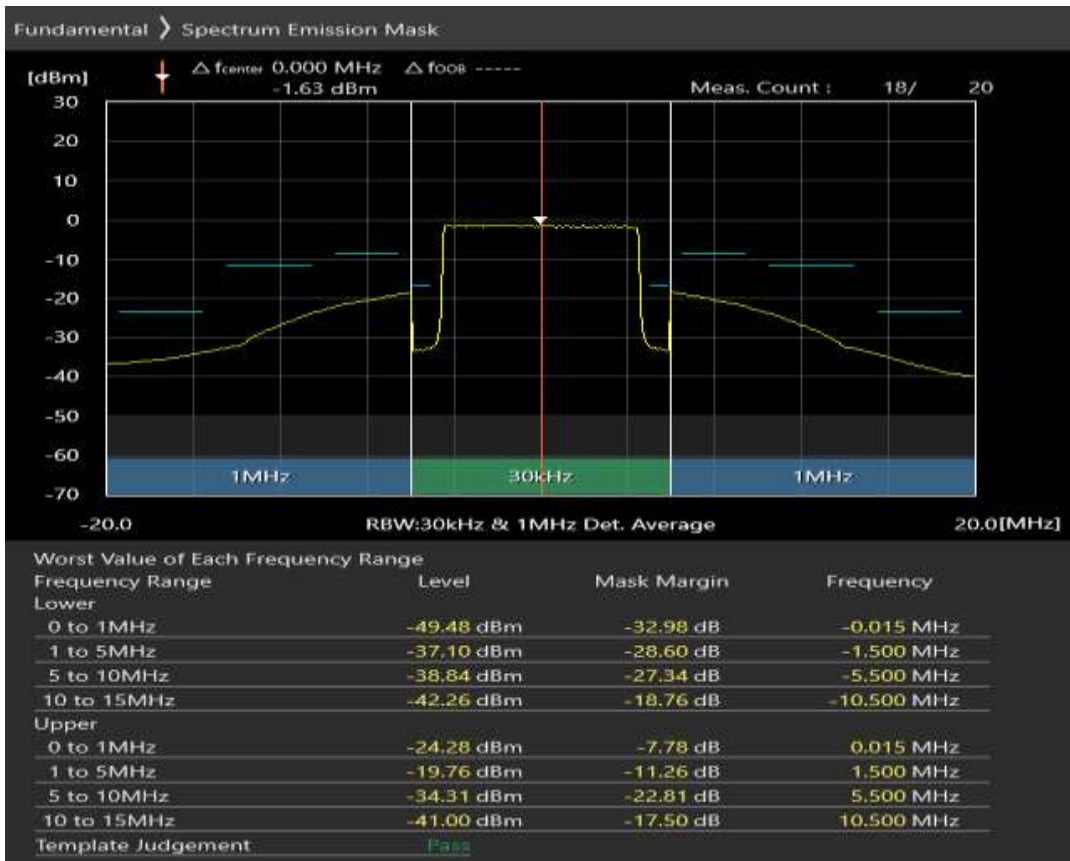 Fundamental 〉 Spectrum Emission Mask
[dBm] △ fcenter 0.000 MHz △ fOOB -----
-1.63 dBm Meas. Count : 18/ 20
30
20
10
0
-10
-20
-30
-40
-50
-60
-70
1MHz 30kHz 1MHz
-20.0 RBW:30kHz & 1MHz Det. Average 20.0[MHz]
Worst Value of Each Frequency Range
Frequency Range Level Mask Margin Frequency
Lower
0 to 1MHz -49.48 dBm -32.98 dB -0.015 MHz
1 to 5MHz -37.10 dBm -28.60 dB -1.500 MHz
5 to 10MHz -38.84 dBm -27.34 dB -5.500 MHz
10 to 15MHz -42.26 dBm -18.76 dB -10.500 MHz
Upper
0 to 1MHz -24.28 dBm -7.78 dB 0.015 MHz
1 to 5MHz -19.76 dBm -11.26 dB 1.500 MHz
5 to 10MHz -34.31 dBm -22.81 dB 5.500 MHz
10 to 15MHz -41.00 dBm -17.50 dB 10.500 MHz
Template Judgement Pass